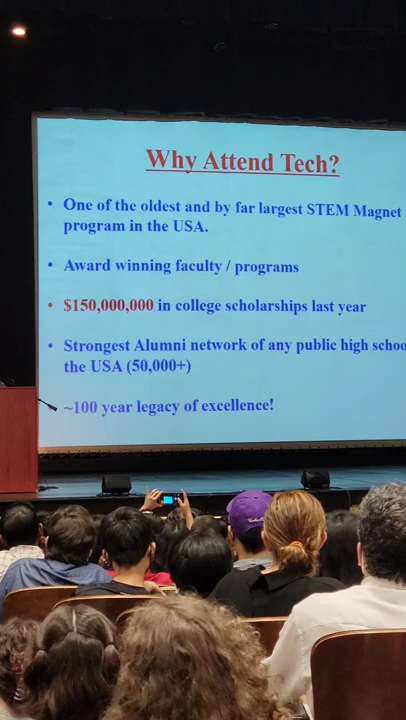 Why Attend Tech?
• One of the oldest and by far largest STEM Magnet
program in the USA.
• Award winning faculty / programs
• $150,000,000 in college scholarships last year
• Strongest Alumni network of any public high schoo
the USA (50,000+)
~100 year legacy of excellence!